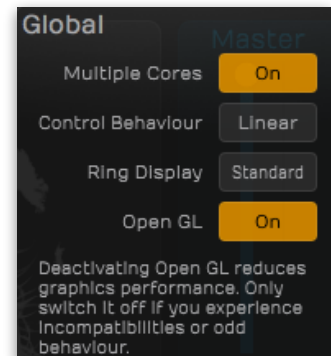 Global
Master
Multiple Cores On
Control Behaviour Linear
Ring Display Standard
Open GL On
Deactivating Open GL reduces
graphics performance. Only
switch it off if you experience
incompatibilities or odd
behaviour.